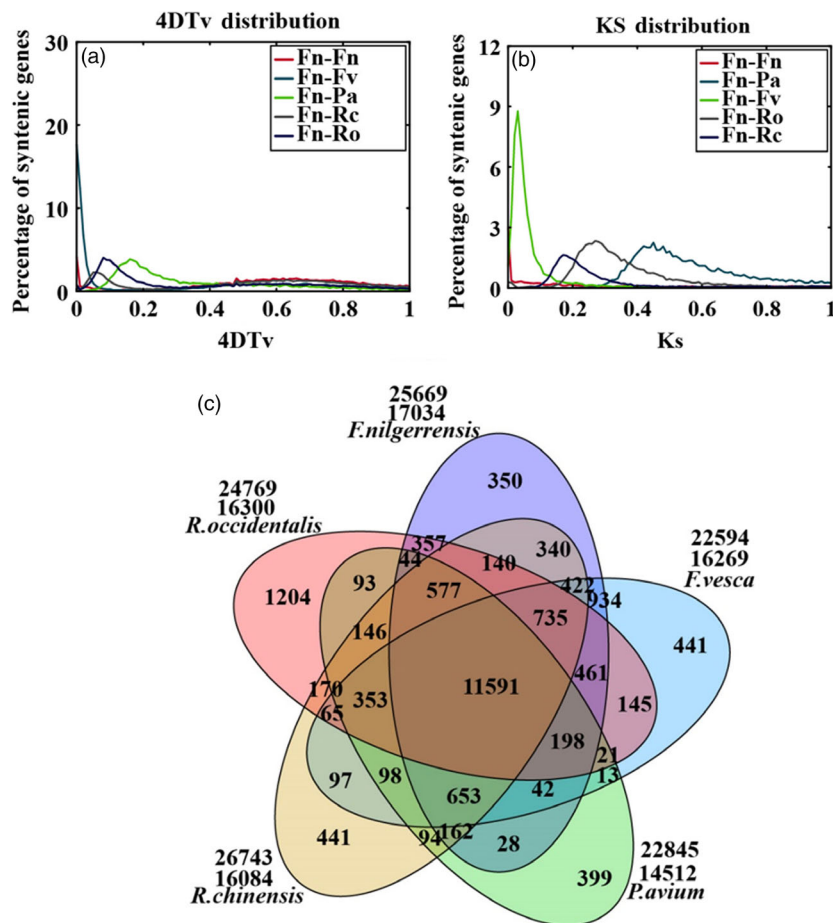 4DTv distribution
(a)
Percentage of syntenic genes
30
20
10
0
0
0.2
0.4
0.6
0.8
1
4DTv
Fn-Fn
Fn-Fv
Fn-Pa
Fn-Rc
Fn-Ro
KS distribution
(b)
Percentage of syntenic genes
12
9
6
3
0
0
0.2
0.4
0.6
0.8
1
Ks
Fn-Fn
Fn-Pa
Fn-Fv
Fn-Ro
Fn-Rc
(c)
25669
17034
F.nilgerrensis
24769
16300
R.occidentalis
22594
16269
F.vesca
350
357
44
140
340
93
577
422
934
1204
735
441
146
461
170
353
11591
145
65
198
21
97
98
653
42
13
441
94
162
28
399
26743
16084
R.chinensis
22845
14512
P.avium